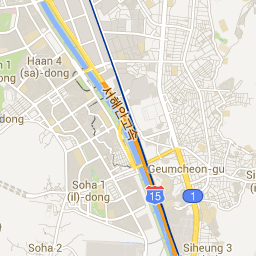 Haan 4
(sa)-dong
서해안고속
dong
Geumcheon-gu
Soha 1
(il)-dong
15
1
Soha 2
Siheung 3